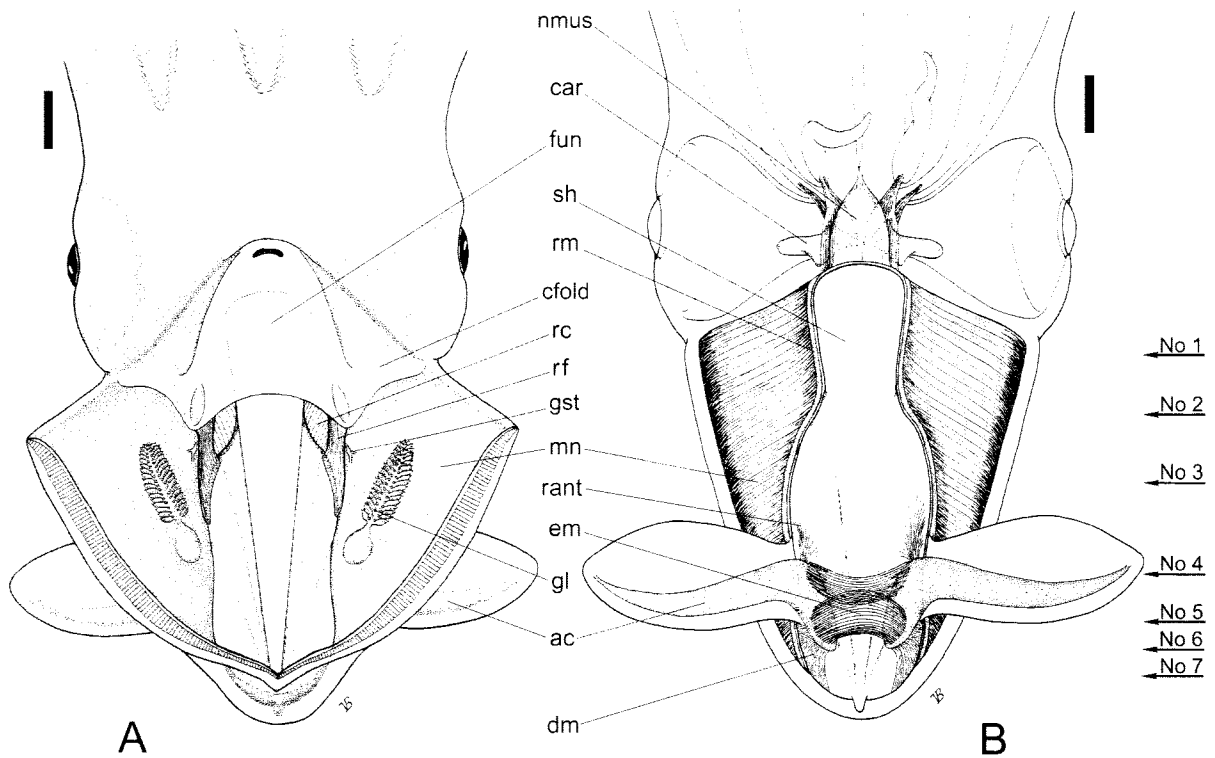 nmus
car
fun
sh
rm
cfold
rc
rf
gst
mn
rant
em
gl
ac
dm
No 1
No 2
No 3
No 4
No 5
No 6
No 7
A
B